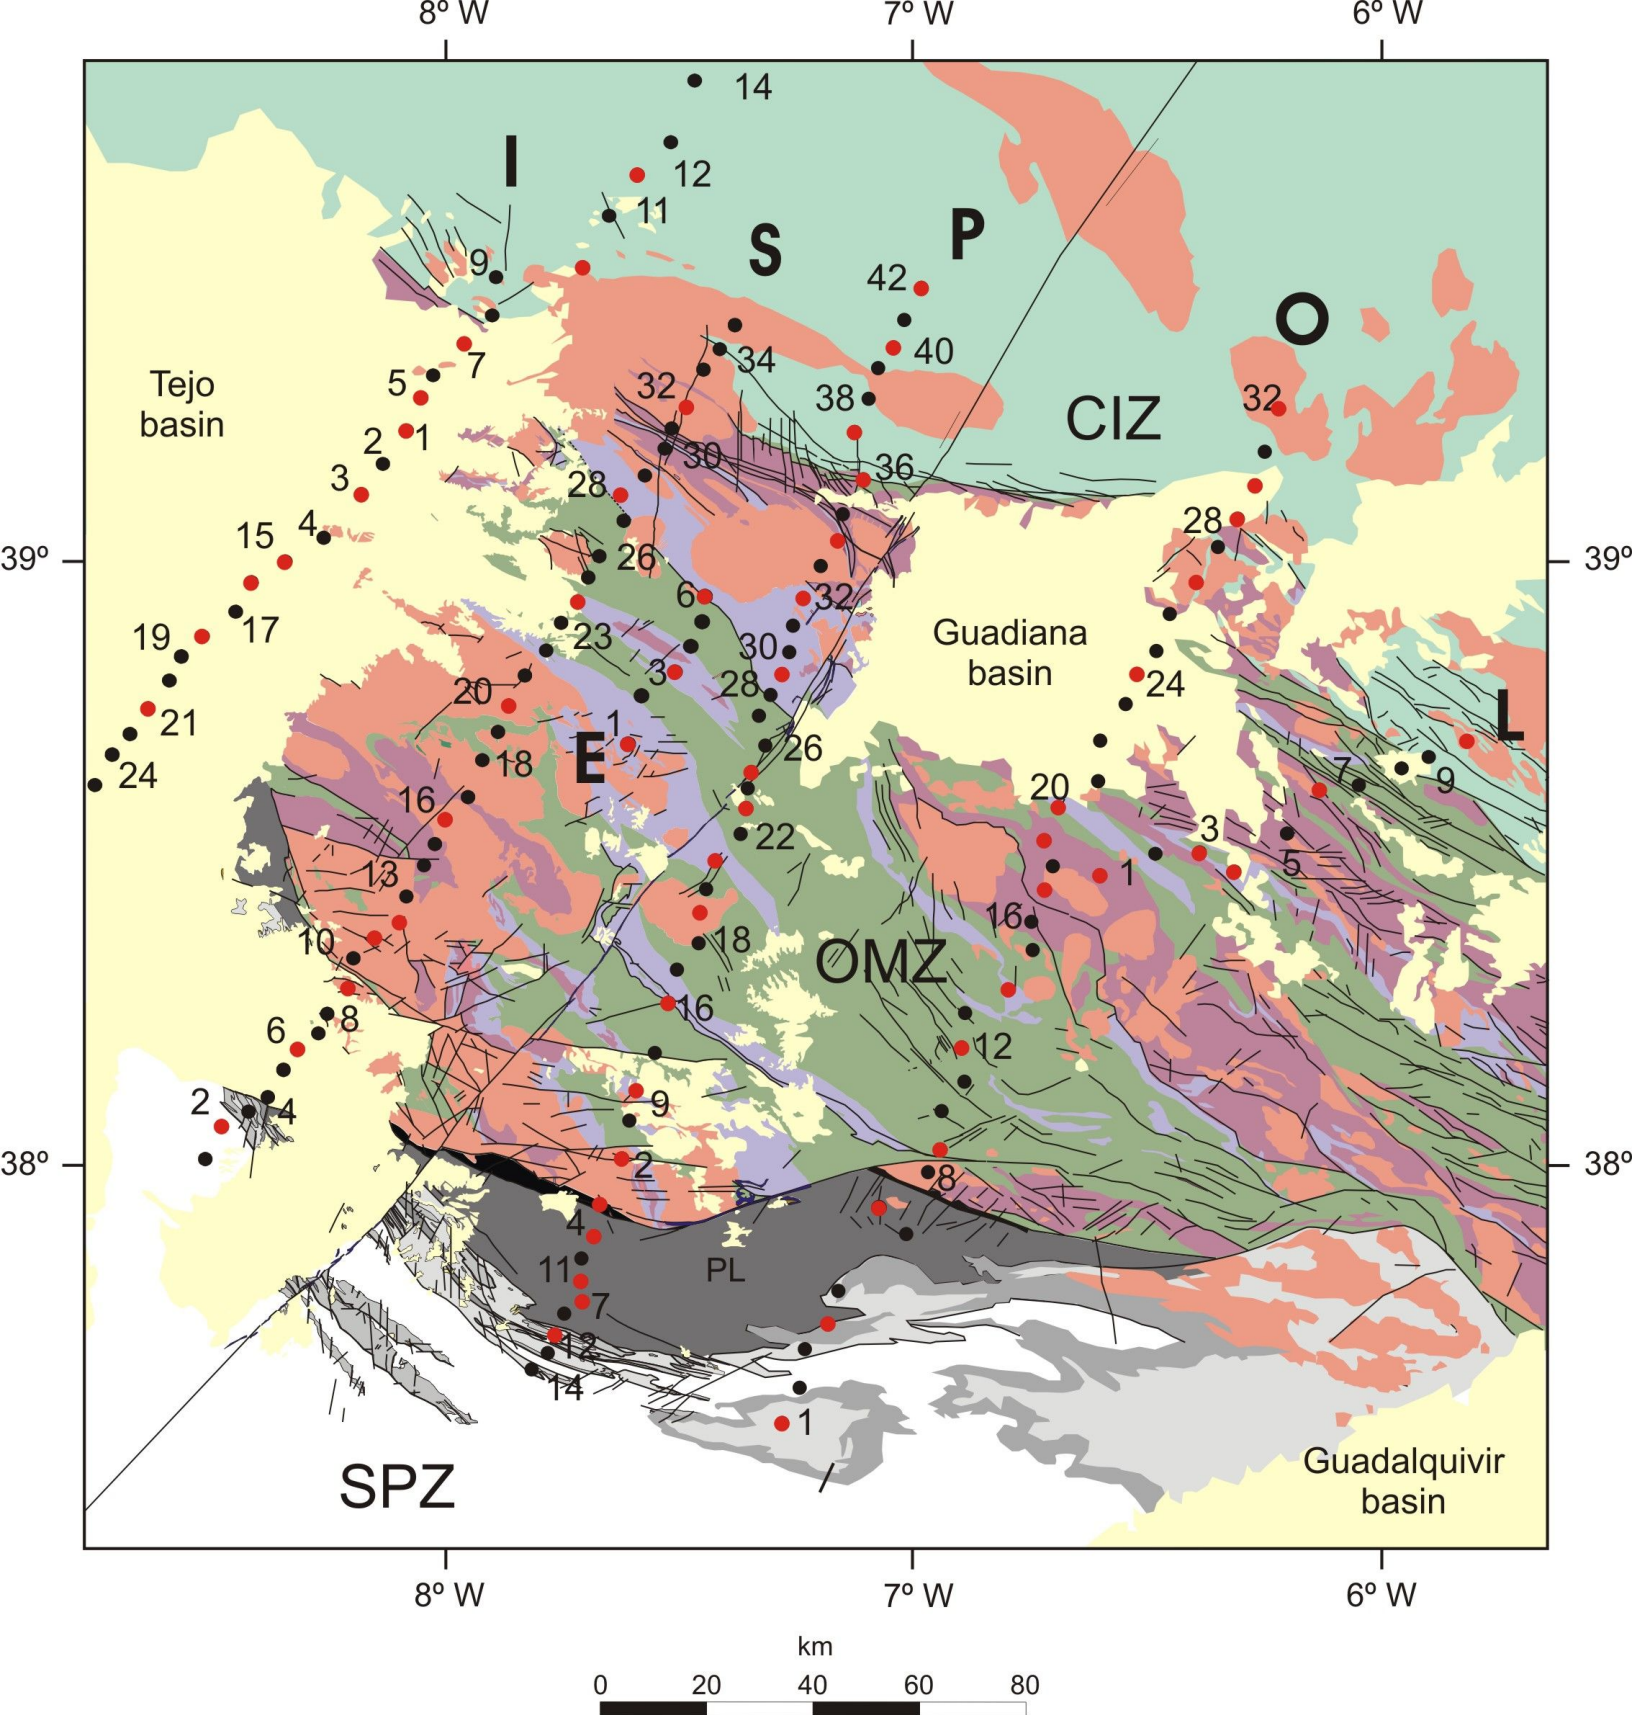 8º W 7º W 6º W
14
I
12
11
S P
9 42
O
7 34 40
Tejo
basin
5 32 38 32
CIZ
2 1
3 30 36
28
15 4 28
39º 26 39º
6 32
17
19 23 30
Guadiana
basin
3
20 28 24
21 1 L
E 26
24 18 7 9
16 20
22 3
13 1 5
16
10 18
OMZ
16
8
6 12
2 4 9
38º 2 38º
8
4
11 PL
7
12
14
1
SPZ
Guadalquivir
basin
8º W 7º W 6º W
km
0 20 40 60 80